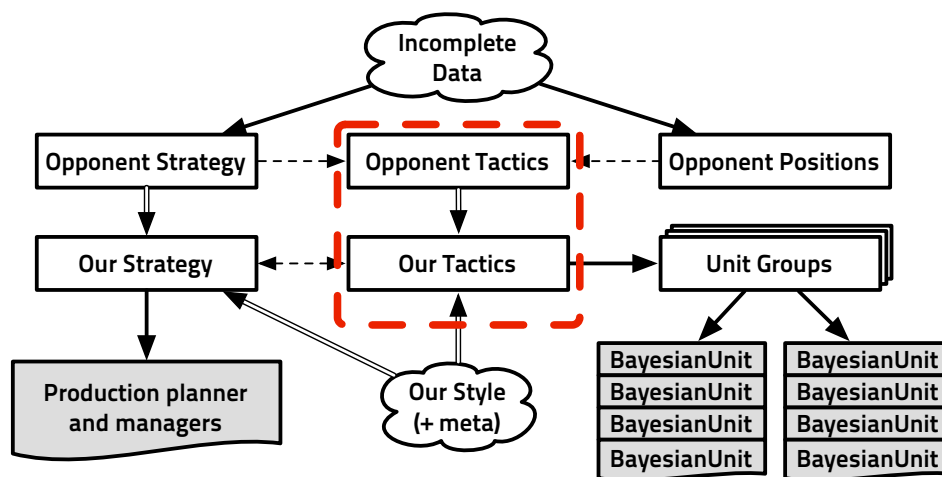 Incomplete
Data
Opponent Strategy
Opponent Tactics
Opponent Positions
Our Strategy
Our Tactics
Unit Groups
Production planner
and managers
Our Style
(+ meta)
BayesianUnit
BayesianUnit
BayesianUnit
BayesianUnit
BayesianUnit
BayesianUnit
BayesianUnit
BayesianUnit